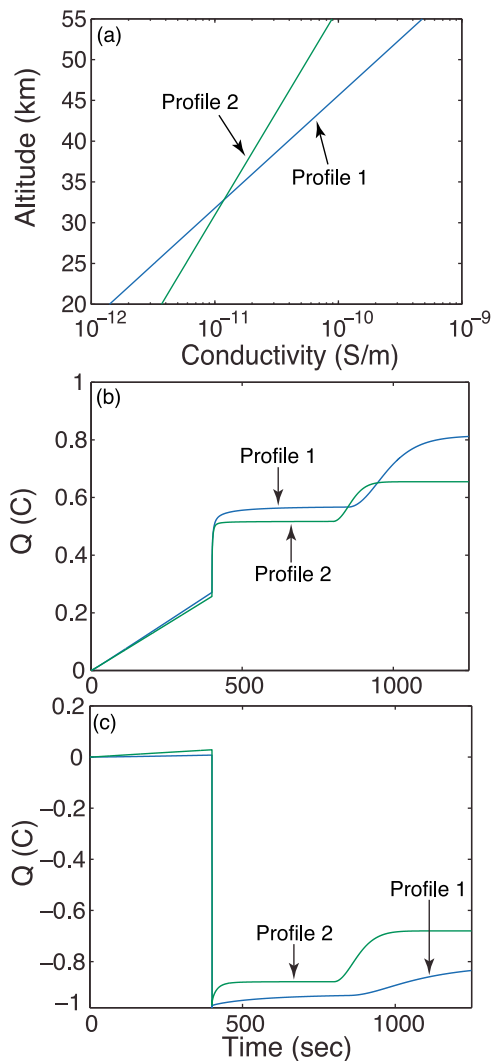 (a)
Altitude (km)
55
50
45
40
35
30
25
20
Profile 2
Profile 1
10⁻¹² 10⁻¹¹ 10⁻¹⁰ 10⁻⁹
Conductivity (S/m)
(b)
Q (C)
1
0.8
0.6
0.4
0.2
0
Profile 1
Profile 2
0 500 1000
(c)
Q (C)
0.2
0
−0.2
−0.4
−0.6
−0.8
−1
Profile 1
Profile 2
0 500 1000
Time (sec)